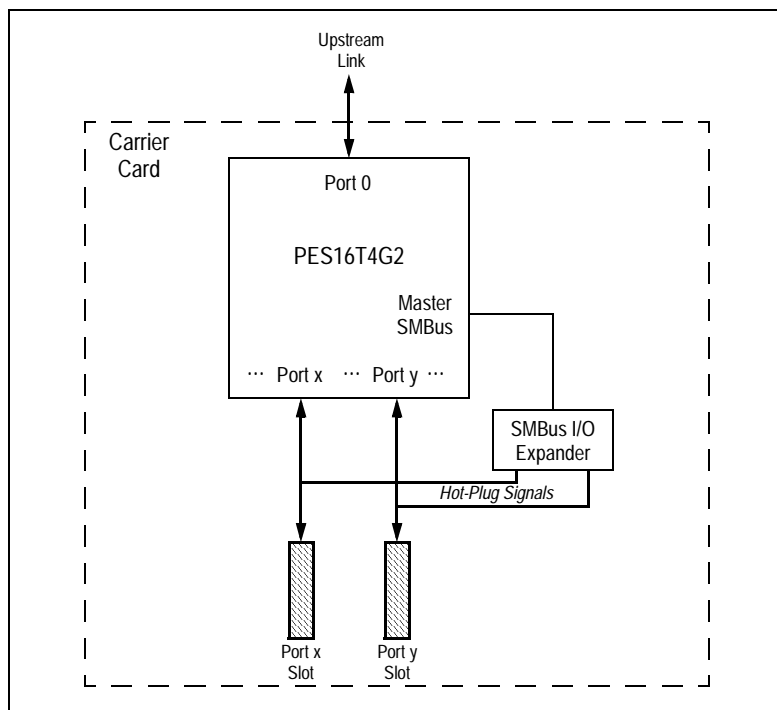 Upstream
Link
Carrier
Card
Port 0
PES16T4G2
Master
SMBus
··· Port x ··· Port y ···
SMBus I/O
Expander
Hot-Plug Signals
Port x
Slot
Port y
Slot